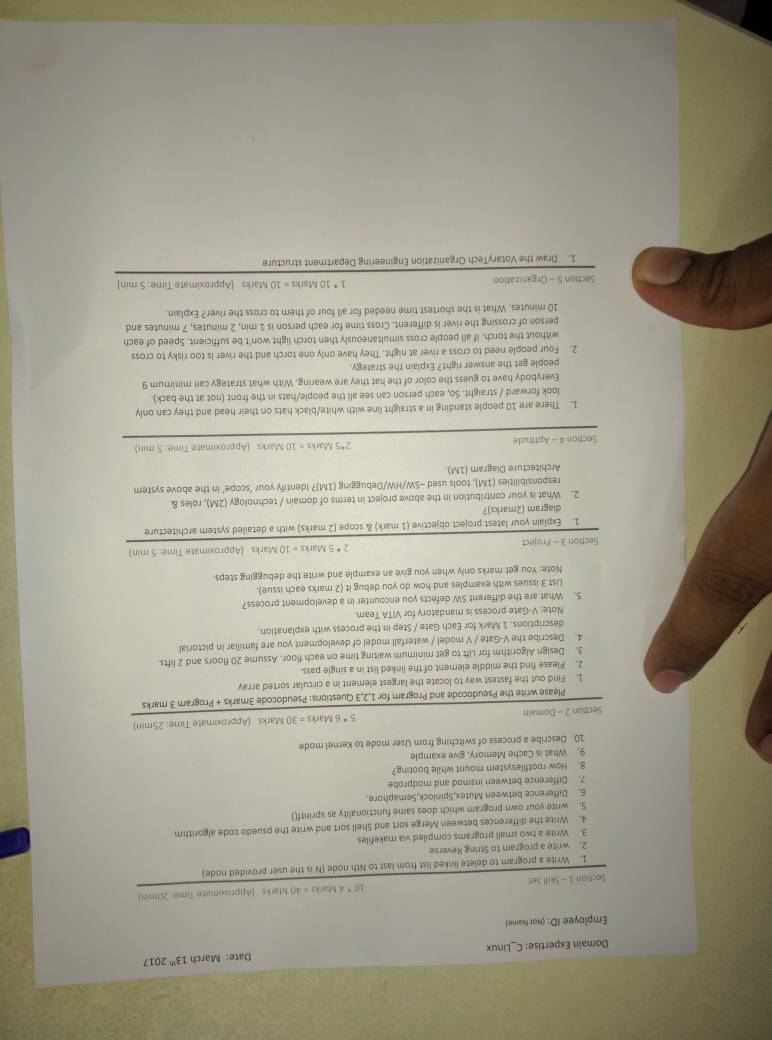 Domain Expertise: C_Linux
Date: March 13th 2017
Employee ID: (Not Name)
Section 1 – Skill Set
10 * 4 Marks = 40 Marks (Approximate Time: 20min)
1. Write a program to delete linked list from last to Nth node (N is the user provided node)
2. write a program to String Reverse
3. Write a two small programs compiled via makefiles
4. Write the differences between Merge sort and Shell sort and write the psuedo code algorithm.
5. write your own program which does same functionality as sprintf()
6. Difference between Mutex,Spinlock,Semaphore.
7. Difference between insmod and modprobe
8. How rootfilesystem mount while booting?
9. What is Cache Memory, give example
10. Describe a process of switching from User mode to Kernel mode
Section 2 – Domain
5 * 6 Marks = 30 Marks (Approximate Time: 25min)
Please write the Pseudocode and Program for 1,2,3 Questions: Pseudocode 3marks + Program 3 marks
1. Find out the fastest way to locate the largest element in a circular sorted array
2. Please find the middle element of the linked list in a single pass.
3. Design Algorithm for Lift to get minimum waiting time on each floor. Assume 20 floors and 2 lifts.
4. Describe the V-Gate / V model / waterfall model of development you are familiar in pictorial
descriptions. 1 Mark for Each Gate / Step in the process with explanation.
Note: V-Gate process is mandatory for VITA Team.
5. What are the different SW defects you encounter in a development process?
List 3 issues with examples and how do you debug it (2 marks each issue).
Note: You get marks only when you give an example and write the debugging steps.
Section 3 – Project
2 * 5 Marks = 10 Marks (Approximate Time: 5 min)
1. Explain your latest project objective (1 mark) & scope (2 marks) with a detailed system architecture
diagram (2marks)?
2. What is your contribution in the above project in terms of domain / technology (2M), roles &
responsibilities (1M), tools used –SW/HW/Debugging (1M)? Identify your 'scope' in the above system
Architecture Diagram (1M).
Section 4 – Aptitude
2*5 Marks = 10 Marks (Approximate Time: 5 min)
1. There are 10 people standing in a straight line with white/black hats on their head and they can only
look forward / straight. So, each person can see all the people/hats in the front (not at the back).
Everybody have to guess the color of the hat they are wearing. With what strategy can minimum 9
people get the answer right? Explain the strategy.
2. Four people need to cross a river at night. They have only one torch and the river is too risky to cross
without the torch. If all people cross simultaneously then torch light won't be sufficient. Speed of each
person of crossing the river is different. Cross time for each person is 1 min, 2 minutes, 7 minutes and
10 minutes. What is the shortest time needed for all four of them to cross the river? Explain.
Section 5 – Organization
1 * 10 Marks = 10 Marks (Approximate Time: 5 min)
1. Draw the VotaryTech Organization Engineering Department structure